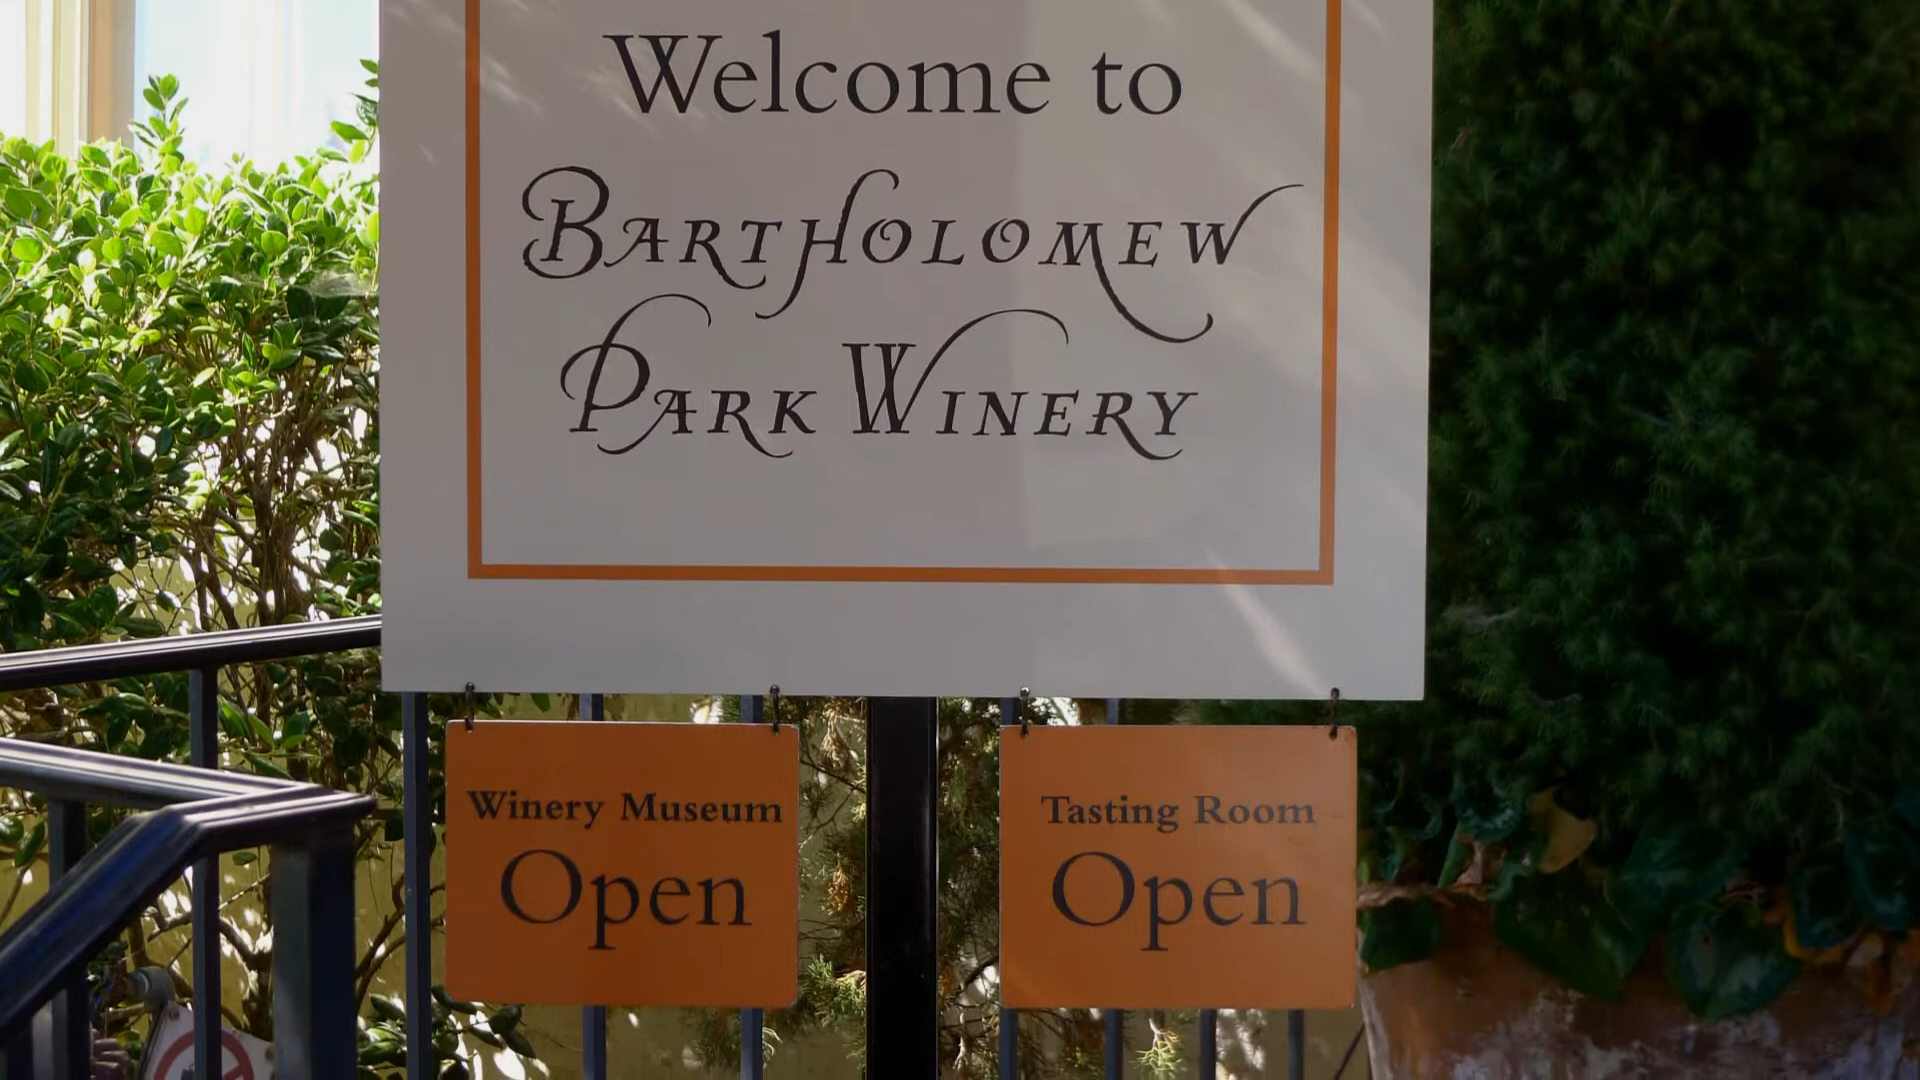 Welcome to
Bartholomew
Park Winery
Winery Museum
Open
Tasting Room
Open